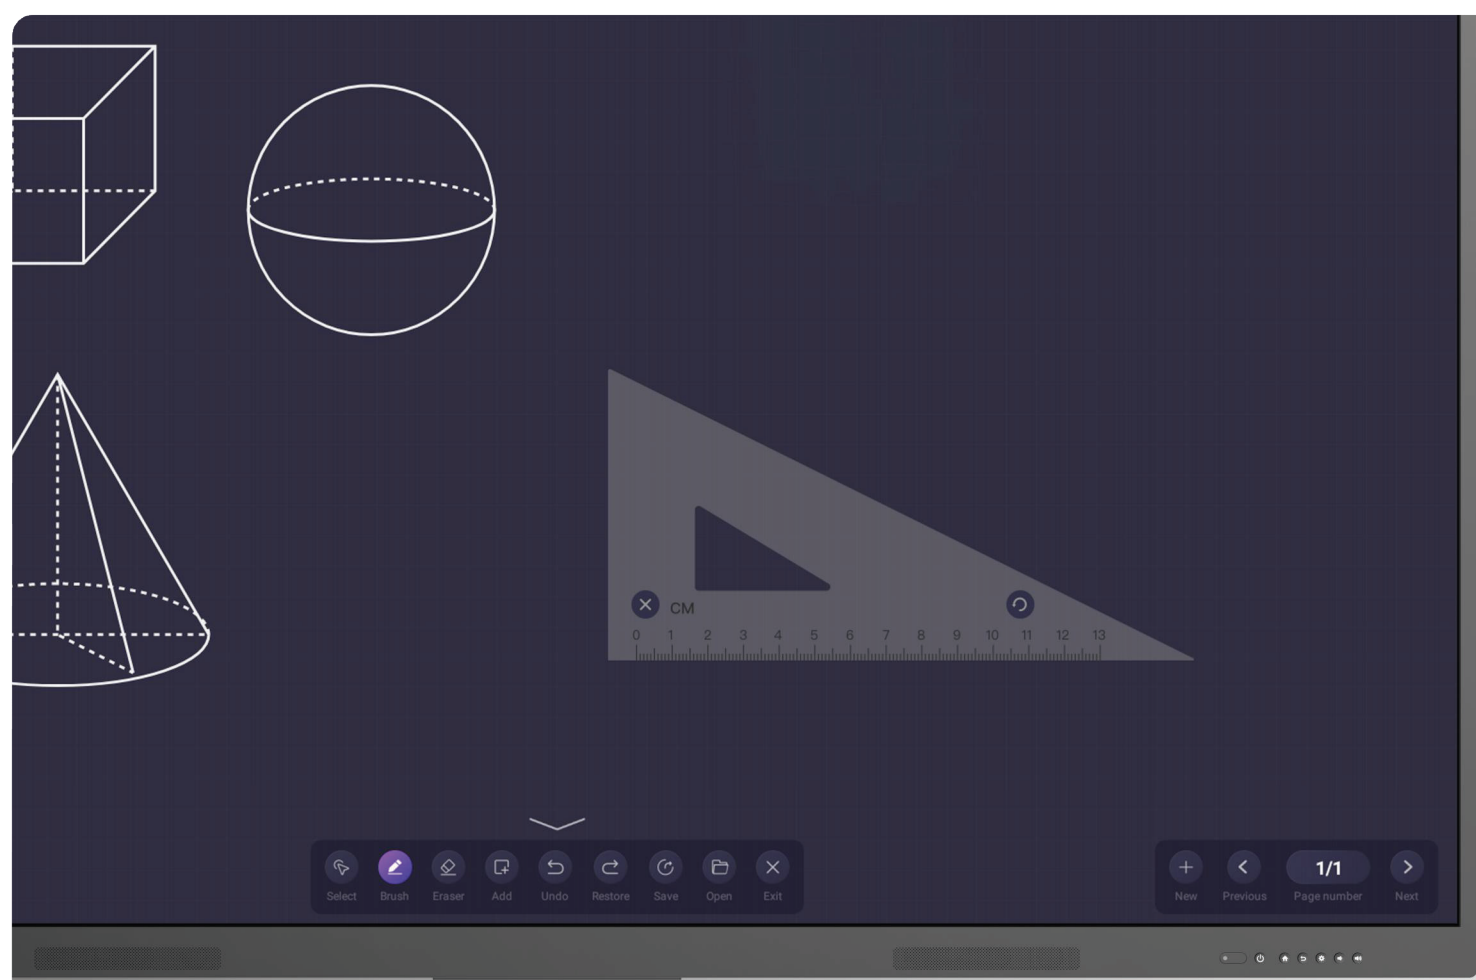 CM
0 1 2 3 4 5 6 7 8 9 10 11 12 13
1/1
Select Brush Eraser Add Undo Restore Save Open Exit
New Previous Page number Next